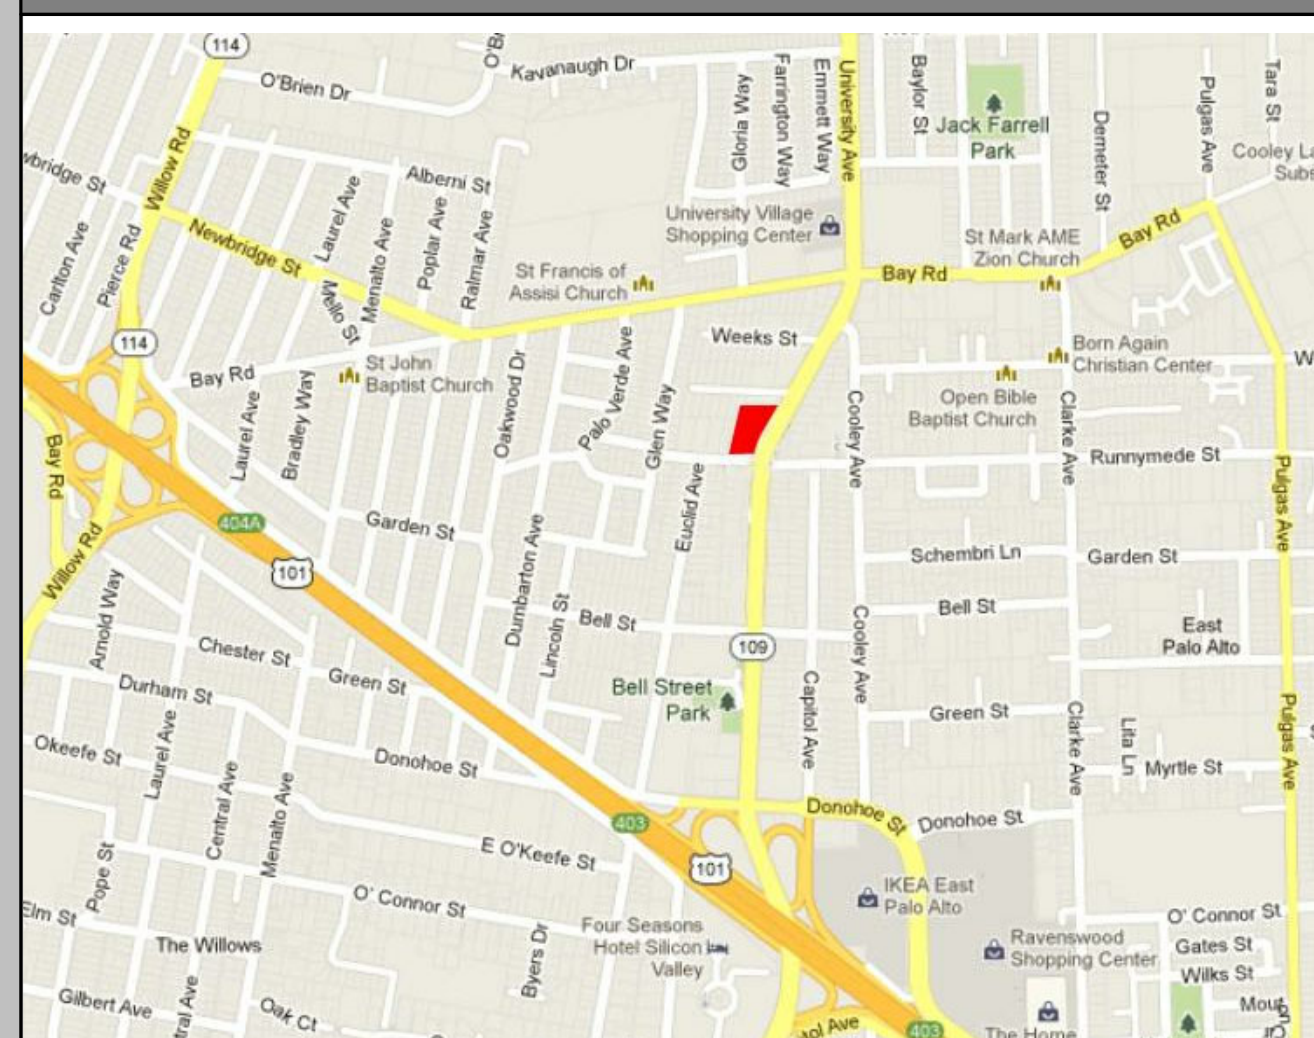 114
O'Brien Dr
Kavanaugh Dr
Gloria Way
Farrington Way
Emmett Way
University Ave
Baylor St
Jack Farrell
Park
Demeter St
Pulgas Ave
Tara St
Willow Rd
Alberni St
Newbridge St
Carlton Ave
Pierce Rd
Laurel Ave
Menalto Ave
Poplar Ave
Ralmar Ave
Mello St
University Village
Shopping Center
St Francis of
Assisi Church
Bay Rd
St Mark AME
Zion Church
Bay Rd
114
Bay Rd
St John
Baptist Church
Weeks St
Born Again
Christian Center
Open Bible
Baptist Church
Laurel Ave
Bradley Way
Oakwood Dr
Palo Verde Ave
Glen Way
Cooley Ave
Clarke Ave
Runnymede St
Bay Rd
404A
Garden St
Euclid Ave
Pulgas Ave
Willow Rd
101
Dumbarton Ave
Schembri Ln
Garden St
Arnold Way
Lincoln St
Bell St
Cooley Ave
Bell St
East
Palo Alto
Chester St
109
Green St
Durham St
Bell Street
Park
Capitol Ave
Green St
Clarke Ave
Lita Ln
Pulgas Ave
Okeefe St
Laurel Ave
Donohoe St
Myrtle St
Central Ave
Menalto Ave
403
Donohoe St
Donohoe St
Pope St
E O'Keefe St
101
IKEA East
Palo Alto
Elm St
O' Connor St
O' Connor St
The Willows
Byers Dr
Four Seasons
Hotel Silicon
Valley
Ravenswood
Shopping Center
Gates St
Wilks St
Gilbert Ave
Oak Ct
403
The Home